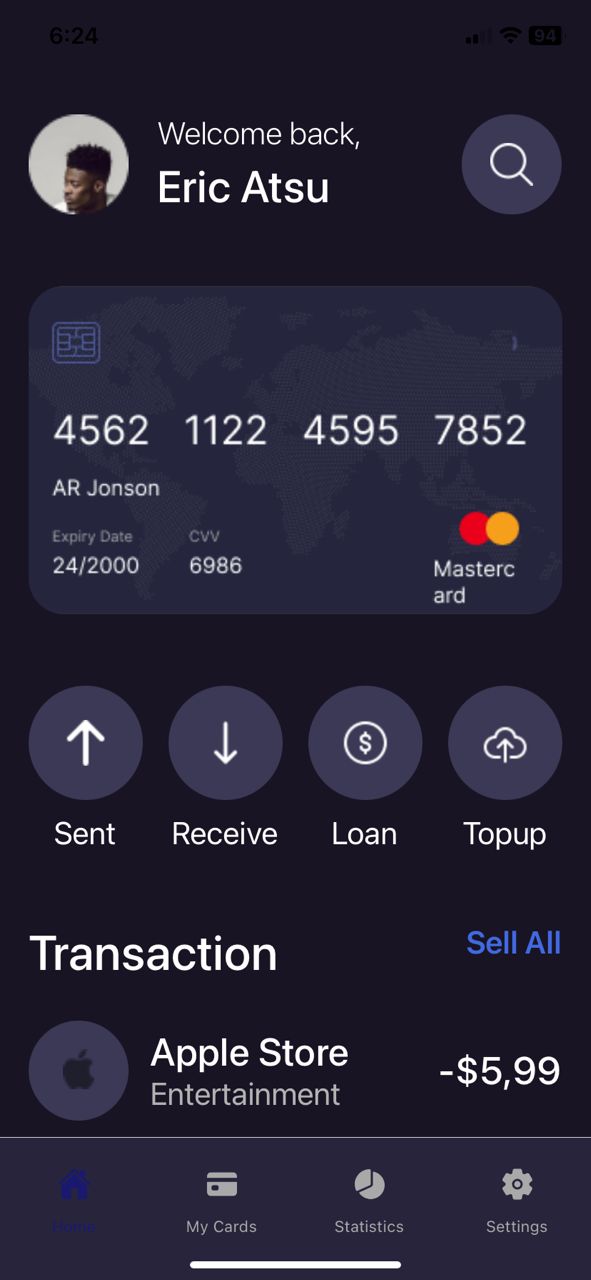 6:24
94
Welcome back,
Eric Atsu
4562 1122 4595 7852
AR Jonson
Expiry Date CVV
24/2000 6986
Masterc
ard
Sent Receive Loan Topup
Transaction Sell All
Apple Store
-$5,99
Entertainment
Home My Cards Statistics Settings